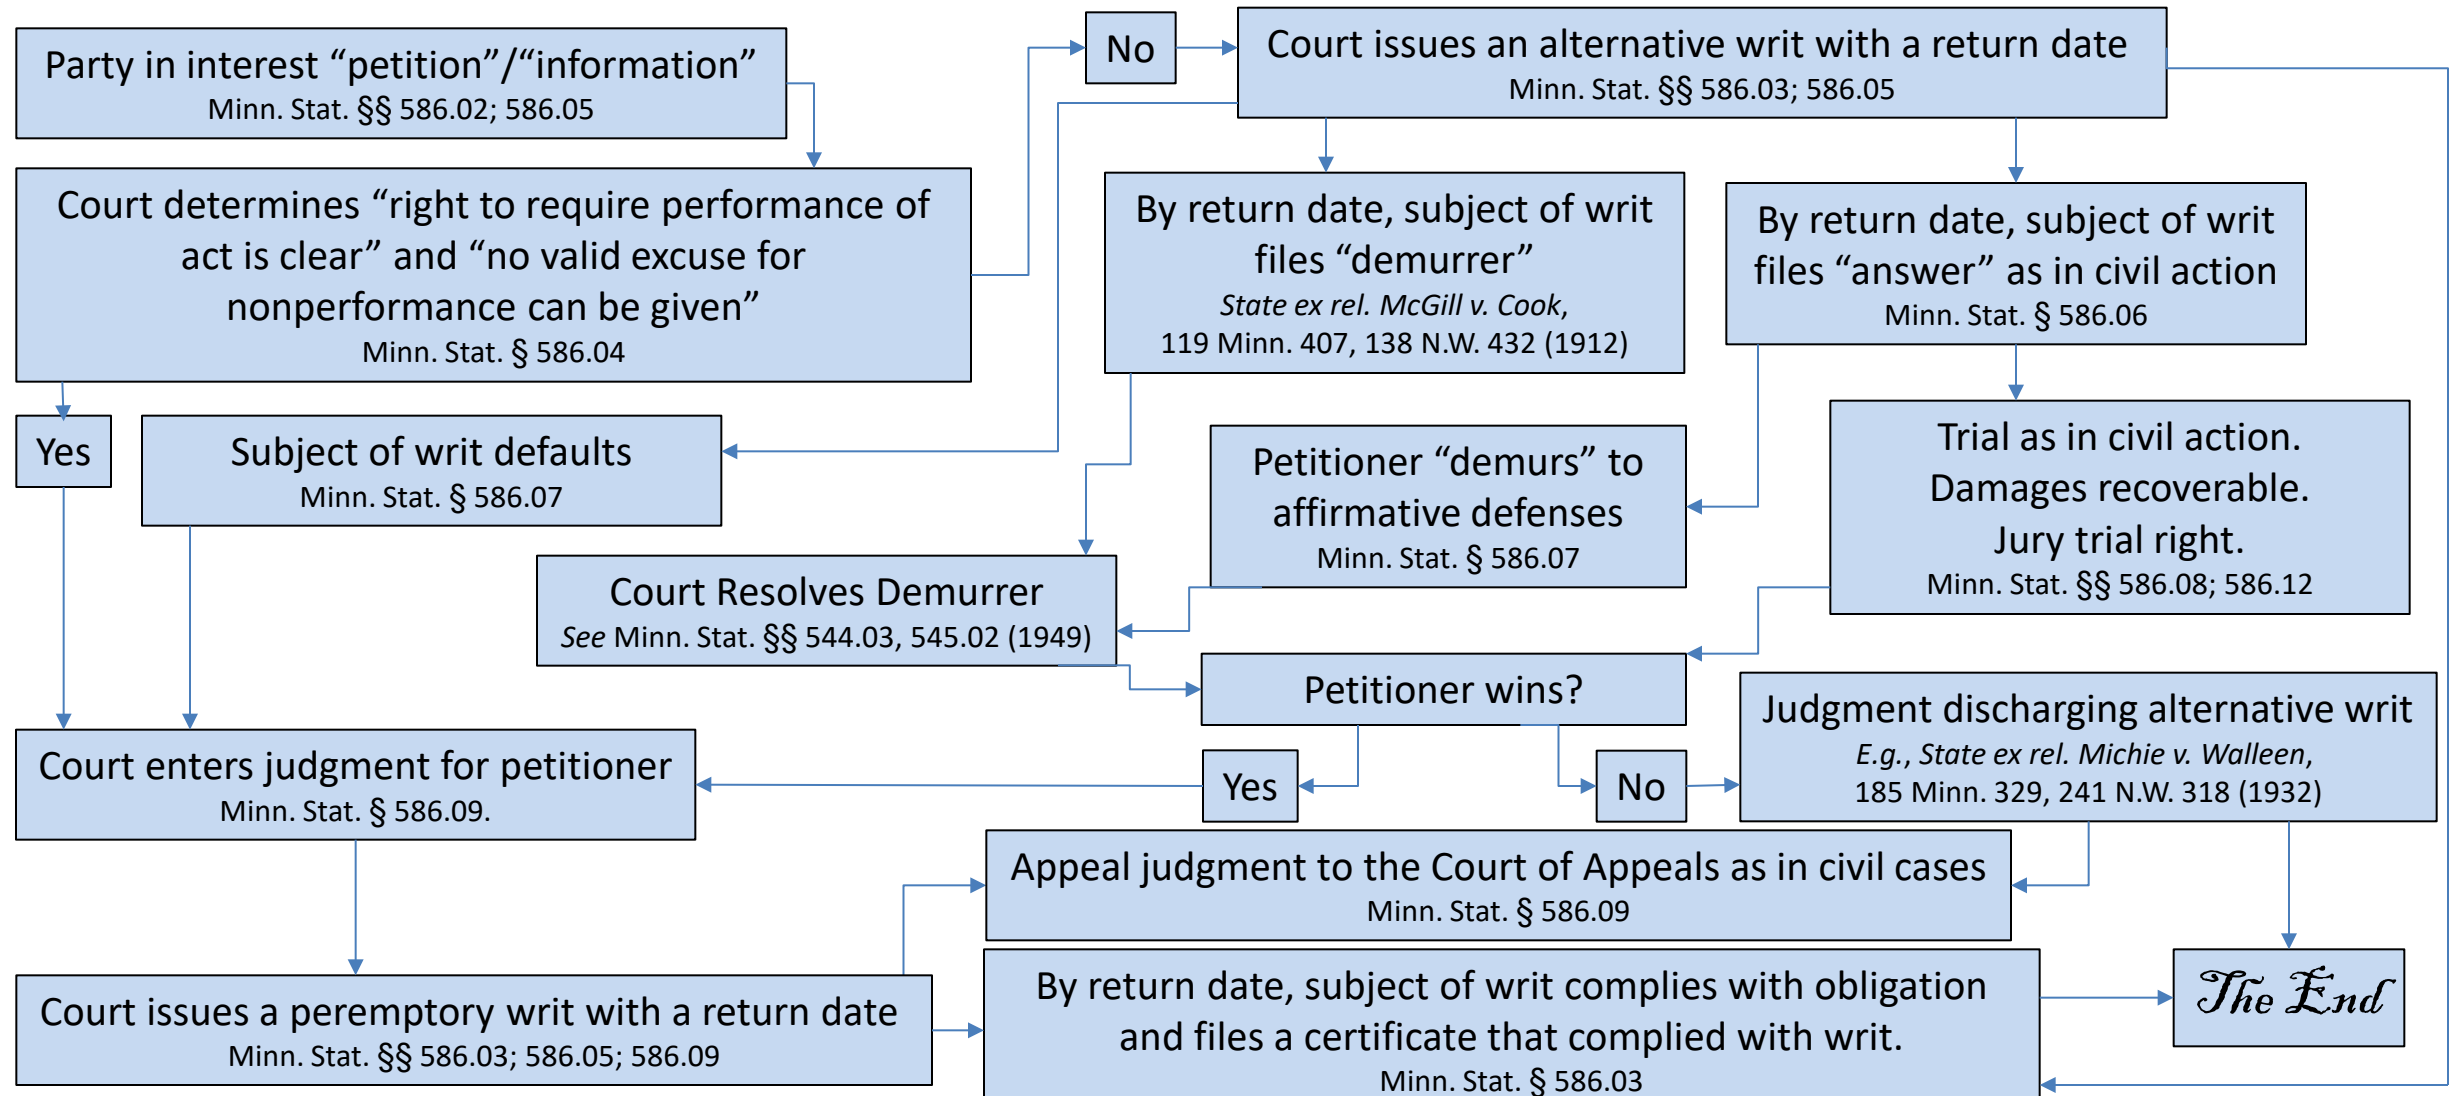 Party in interest “petition”/“information”
Minn. Stat. §§ 586.02; 586.05
No
Court issues an alternative writ with a return date
Minn. Stat. §§ 586.03; 586.05
Court determines “right to require performance of
act is clear” and “no valid excuse for
nonperformance can be given”
Minn. Stat. § 586.04
By return date, subject of writ
files “demurrer”
State ex rel. McGill v. Cook,
119 Minn. 407, 138 N.W. 432 (1912)
By return date, subject of writ
files “answer” as in civil action
Minn. Stat. § 586.06
Yes
Subject of writ defaults
Minn. Stat. § 586.07
Petitioner “demurs” to
affirmative defenses
Minn. Stat. § 586.07
Trial as in civil action.
Damages recoverable.
Jury trial right.
Minn. Stat. §§ 586.08; 586.12
Court Resolves Demurrer
See Minn. Stat. §§ 544.03, 545.02 (1949)
Petitioner wins?
Judgment discharging alternative writ
E.g., State ex rel. Michie v. Walleen,
185 Minn. 329, 241 N.W. 318 (1932)
Court enters judgment for petitioner
Minn. Stat. § 586.09.
Yes
No
Appeal judgment to the Court of Appeals as in civil cases
Minn. Stat. § 586.09
Court issues a peremptory writ with a return date
Minn. Stat. §§ 586.03; 586.05; 586.09
By return date, subject of writ complies with obligation
and files a certificate that complied with writ.
Minn. Stat. § 586.03
The End